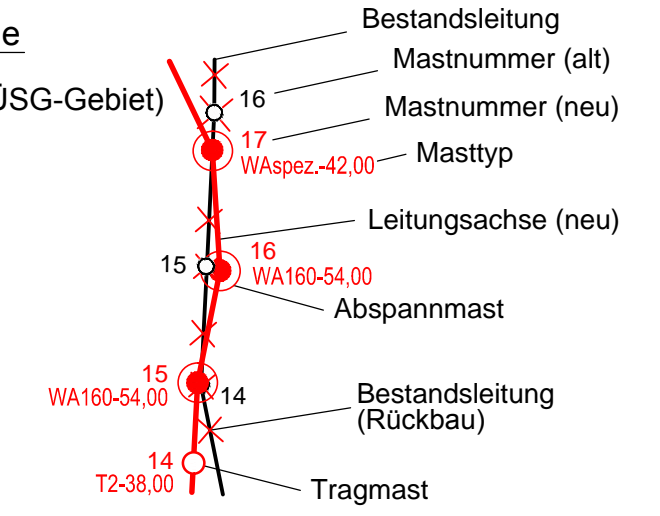 e
Bestandsleitung
Mastnummer (alt)
ÜSG-Gebiet)
16
Mastnummer (neu)
17
WAspez.-42,00
Masttyp
Leitungsachse (neu)
16
15
WA160-54,00
Abspannmast
15
WA160-54,00
14
Bestandsleitung
(Rückbau)
14
T2-38,00
Tragmast